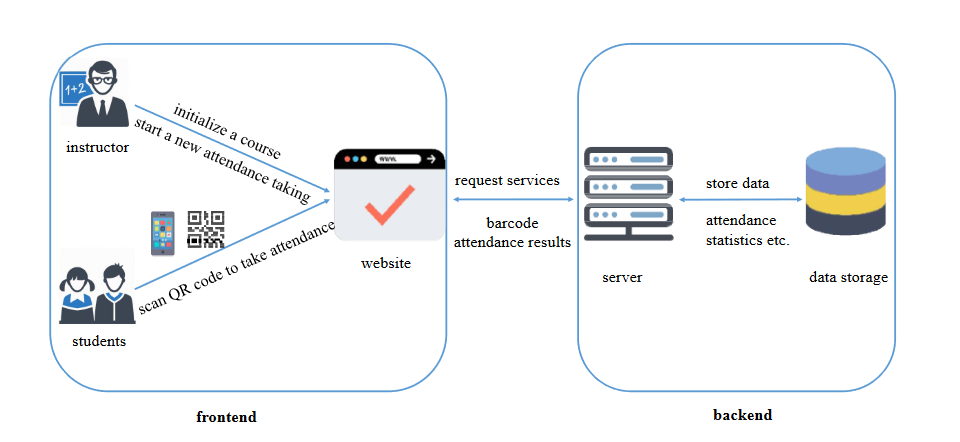 1+2
instructor
initialize a course
start a new attendance taking
www.
website
scan QR code to take attendance
students
frontend
request services
barcode
attendance results
server
store data
attendance
statistics etc.
data storage
backend